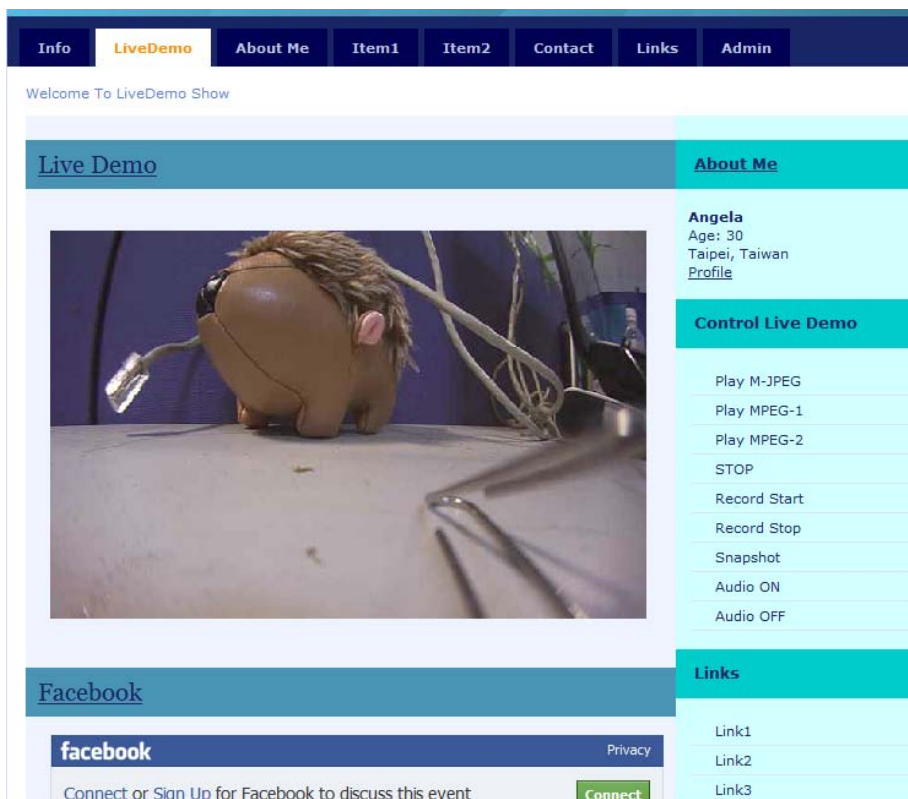 Info LiveDemo About Me Item1 Item2 Contact Links Admin
Welcome To LiveDemo Show
Live Demo
Facebook
facebook Privacy
Connect or Sign Up for Facebook to discuss this event Connect
About Me
Angela
Age: 30
Taipei, Taiwan
Profile
Control Live Demo
Play M-JPEG
Play MPEG-1
Play MPEG-2
STOP
Record Start
Record Stop
Snapshot
Audio ON
Audio OFF
Links
Link1
Link2
Link3